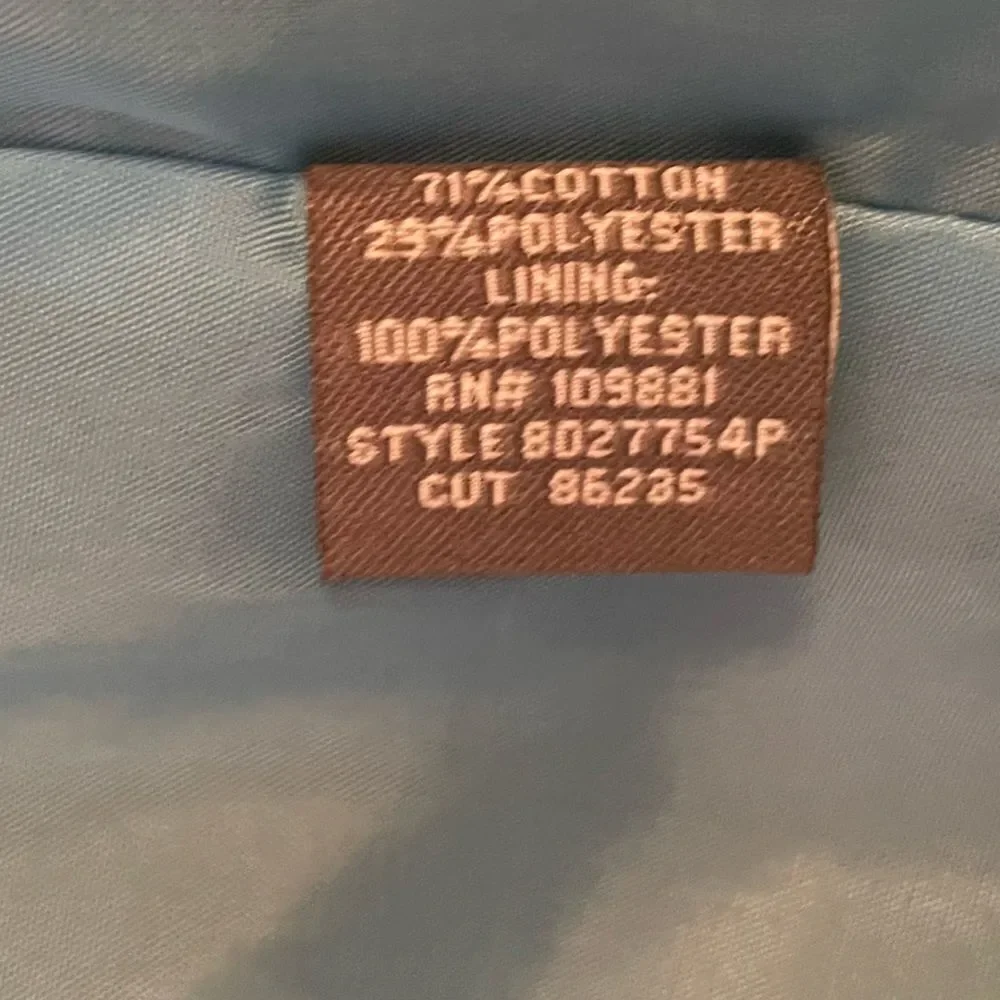 71%COTTON
29%POLYESTER
LINING:
100%POLYESTER
RN# 109881
STYLE 8027754P
CUT 86235